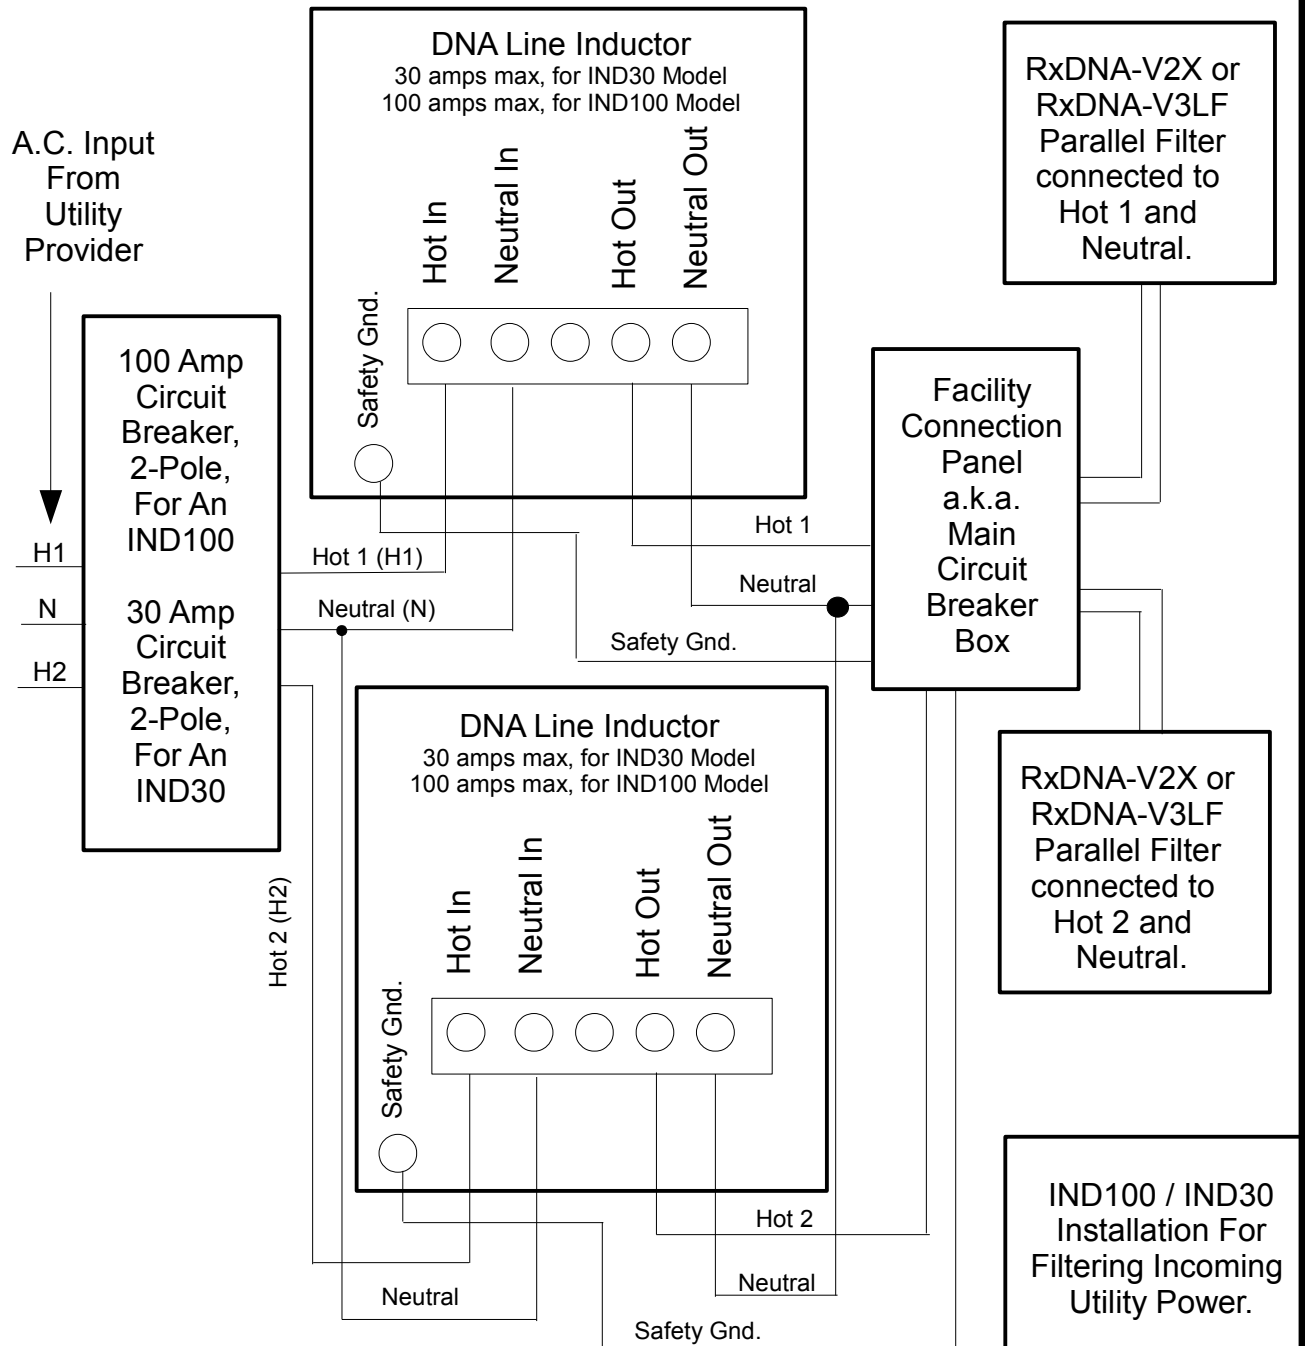 A.C. Input
From
Utility
Provider
H1
N
H2
100 Amp
Circuit
Breaker,
2-Pole,
For An
IND100
30 Amp
Circuit
Breaker,
2-Pole,
For An
IND30
DNA Line Inductor
30 amps max, for IND30 Model
100 amps max, for IND100 Model
Hot In
Neutral In
Hot Out
Neutral Out
Safety Gnd.
Hot 1 (H1)
Neutral (N)
Hot 1
Neutral
Safety Gnd.
Hot 2 (H2)
DNA Line Inductor
30 amps max, for IND30 Model
100 amps max, for IND100 Model
Hot In
Neutral In
Hot Out
Neutral Out
Safety Gnd.
Hot 2
Neutral
Neutral
Safety Gnd.
Facility
Connection
Panel
a.k.a.
Main
Circuit
Breaker
Box
RxDNA-V2X or
RxDNA-V3LF
Parallel Filter
connected to
Hot 1 and
Neutral.
RxDNA-V2X or
RxDNA-V3LF
Parallel Filter
connected to
Hot 2 and
Neutral.
IND100 / IND30
Installation For
Filtering Incoming
Utility Power.